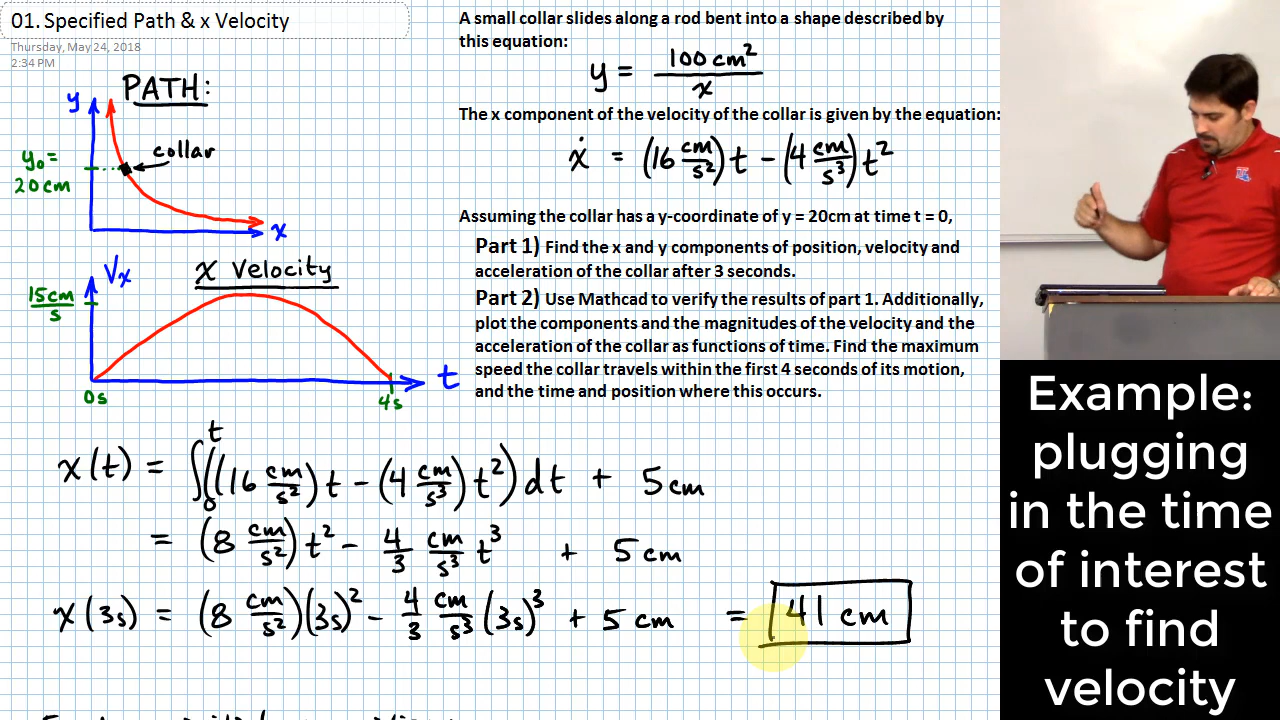 01. Specified Path & x Velocity
Thursday, May 24, 2018
2:34 PM
PATH:
y
collar
y₀ =
20 cm
x
Vx
X Velocity
15 cm/s
t
0s
4s
A small collar slides along a rod bent into a shape described by
this equation:
y = 100 cm² / x
The x component of the velocity of the collar is given by the equation:
ẋ = (16 cm/s²) t − (4 cm/s³) t²
Assuming the collar has a y-coordinate of y = 20cm at time t = 0,
Part 1) Find the x and y components of position, velocity and
acceleration of the collar after 3 seconds.
Part 2) Use Mathcad to verify the results of part 1. Additionally,
plot the components and the magnitudes of the velocity and the
acceleration of the collar as functions of time. Find the maximum
speed the collar travels within the first 4 seconds of its motion,
and the time and position where this occurs.
x(t) = ∫₀ᵗ ((16 cm/s²) t − (4 cm/s³) t²) dt + 5 cm
= (8 cm/s²) t² − 4/3 cm/s³ t³ + 5 cm
x(3s) = (8 cm/s²)(3s)² − 4/3 cm/s³ (3s)³ + 5 cm = 41 cm
Example:
plugging
in the time
of interest
to find
velocity